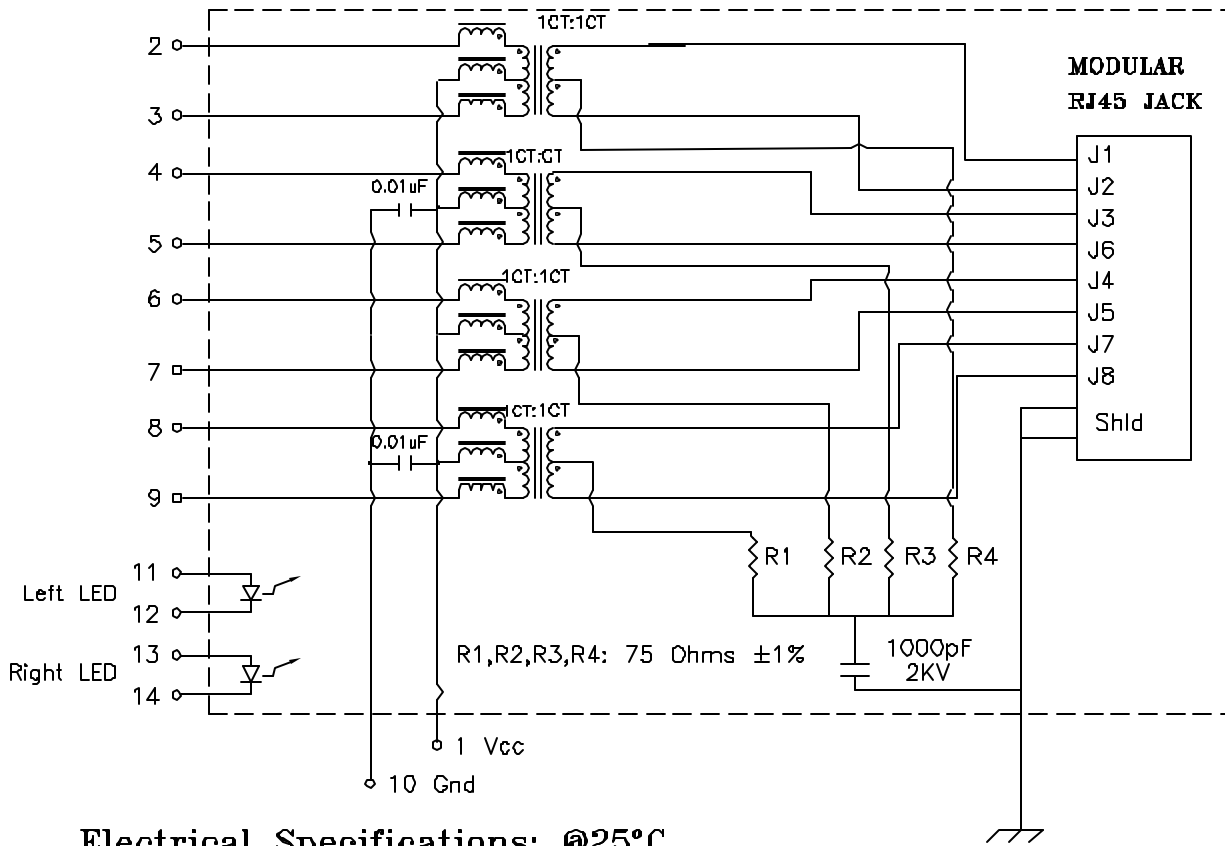 1CT:1CT
2
MODULAR
RJ45 JACK
3
J1
1CT:CT
4
J2
0.01uF
J3
5
J6
1CT:1CT
J4
6
J5
J7
7
J8
1CT:1CT
8
Shld
0.01uF
9
R1
R2
R3
R4
11
Left LED
12
13
R1,R2,R3,R4: 75 Ohms ±1%
1000pF
2KV
Right LED
14
1 Vcc
10 Gnd
Electrical Specifications: @25°C